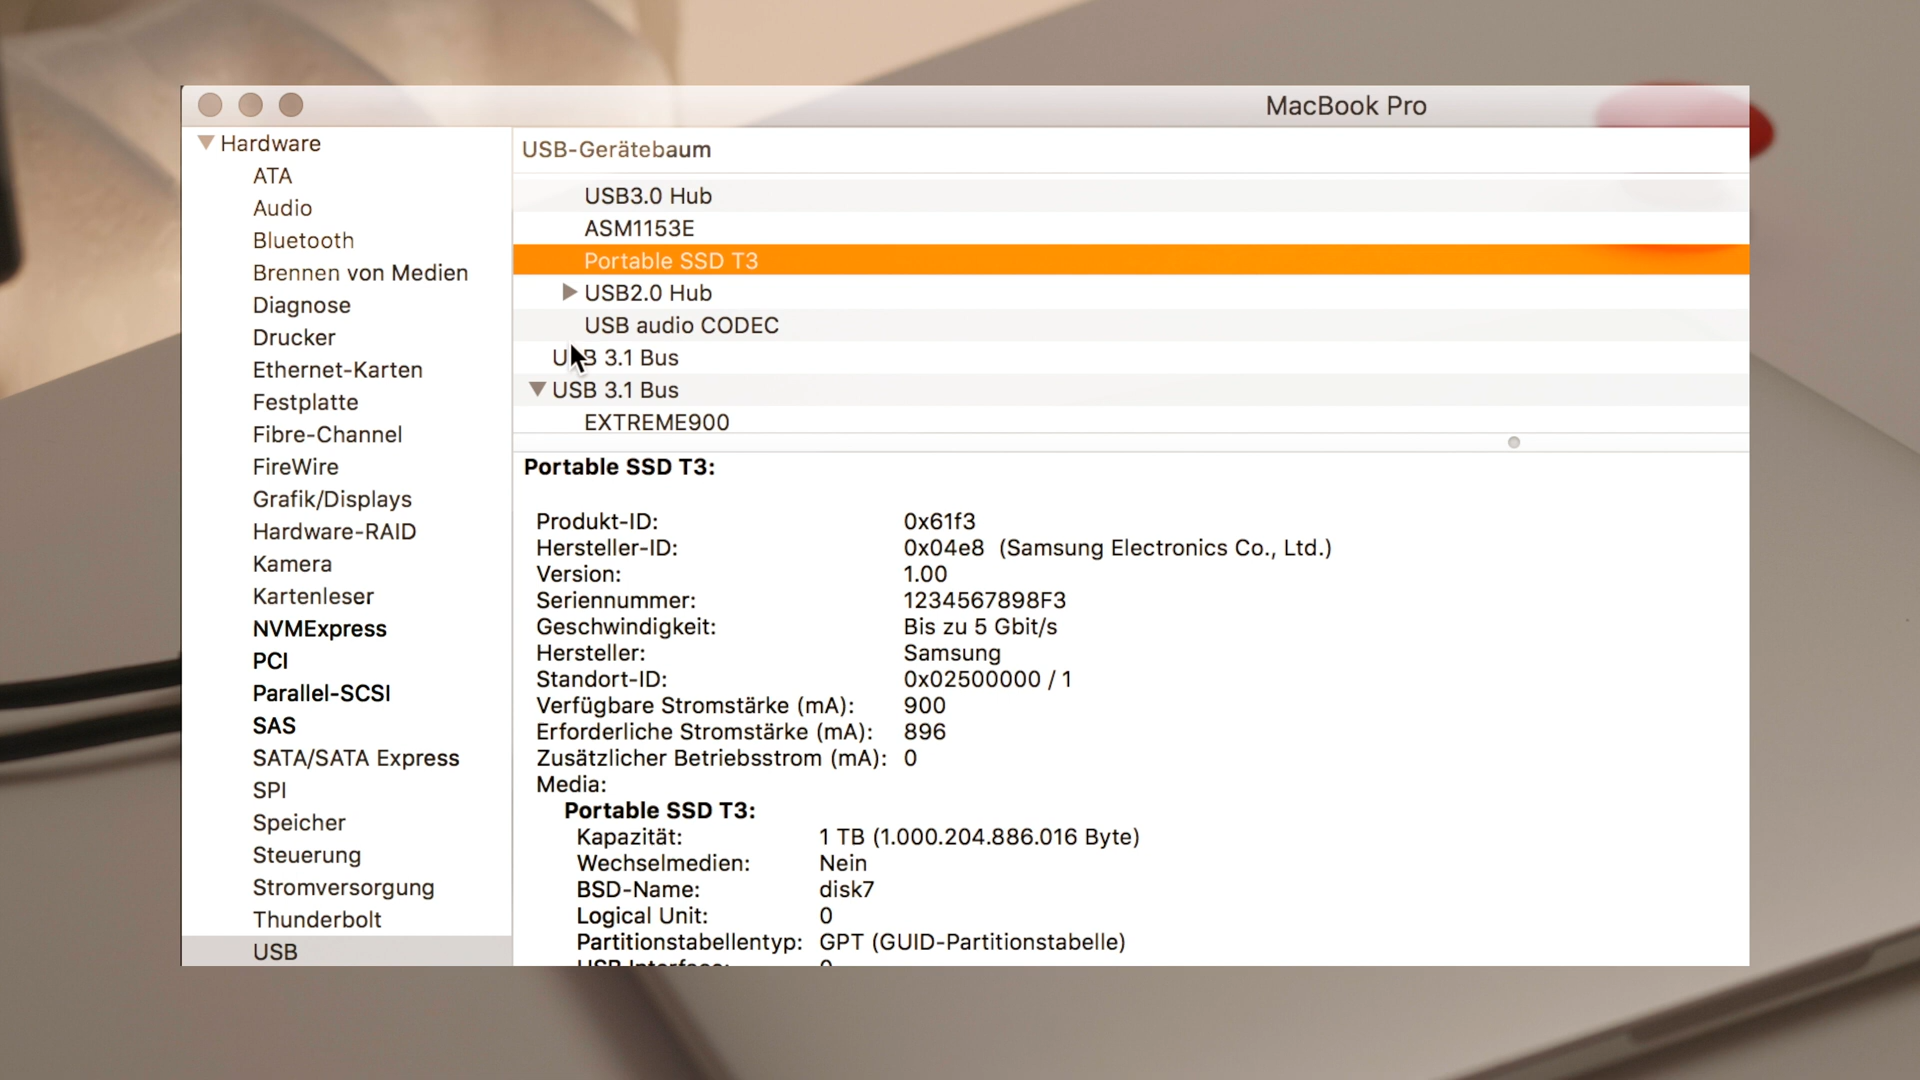 MacBook Pro
Hardware
ATA
Audio
Bluetooth
Brennen von Medien
Diagnose
Drucker
Ethernet-Karten
Festplatte
Fibre-Channel
FireWire
Grafik/Displays
Hardware-RAID
Kamera
Kartenleser
NVMExpress
PCI
Parallel-SCSI
SAS
SATA/SATA Express
SPI
Speicher
Steuerung
Stromversorgung
Thunderbolt
USB
USB-Gerätebaum
USB3.0 Hub
ASM1153E
Portable SSD T3
USB2.0 Hub
USB audio CODEC
USB 3.1 Bus
USB 3.1 Bus
EXTREME900
Portable SSD T3:
Produkt-ID: 0x61f3
Hersteller-ID: 0x04e8 (Samsung Electronics Co., Ltd.)
Version: 1.00
Seriennummer: 1234567898F3
Geschwindigkeit: Bis zu 5 Gbit/s
Hersteller: Samsung
Standort-ID: 0x02500000 / 1
Verfügbare Stromstärke (mA): 900
Erforderliche Stromstärke (mA): 896
Zusätzlicher Betriebsstrom (mA): 0
Media:
Portable SSD T3:
Kapazität: 1 TB (1.000.204.886.016 Byte)
Wechselmedien: Nein
BSD-Name: disk7
Logical Unit: 0
Partitionstabellentyp: GPT (GUID-Partitionstabelle)
USB Interface: 0